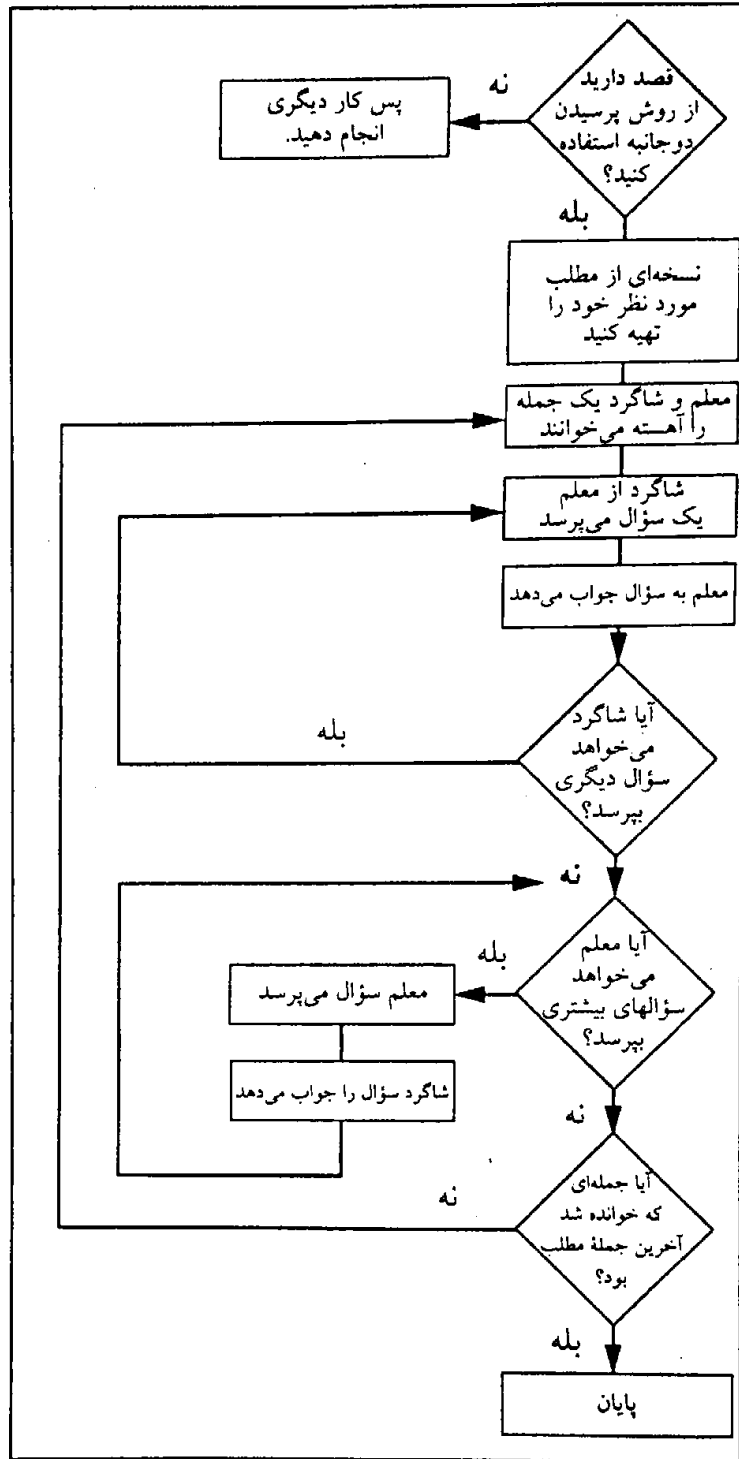 قصد دارید
از روش پرسیدن
دوجانبه استفاده
کنید؟
نه
پس کار دیگری
انجام دهید.
بله
نسخه‌ای از مطلب
مورد نظر خود را
تهیه کنید
معلم و شاگرد یک جمله
را آهسته می‌خوانند
شاگرد از معلم
یک سؤال می‌پرسد
معلم به سؤال جواب می‌دهد
آیا شاگرد
می‌خواهد
سؤال دیگری
بپرسد؟
بله
نه
آیا معلم
می‌خواهد
سؤالهای بیشتری
بپرسد؟
بله
معلم سؤال می‌پرسد
شاگرد سؤال را جواب می‌دهد
نه
آیا جمله‌ای
که خوانده شد
آخرین جملهٔ مطلب
بود؟
نه
بله
پایان